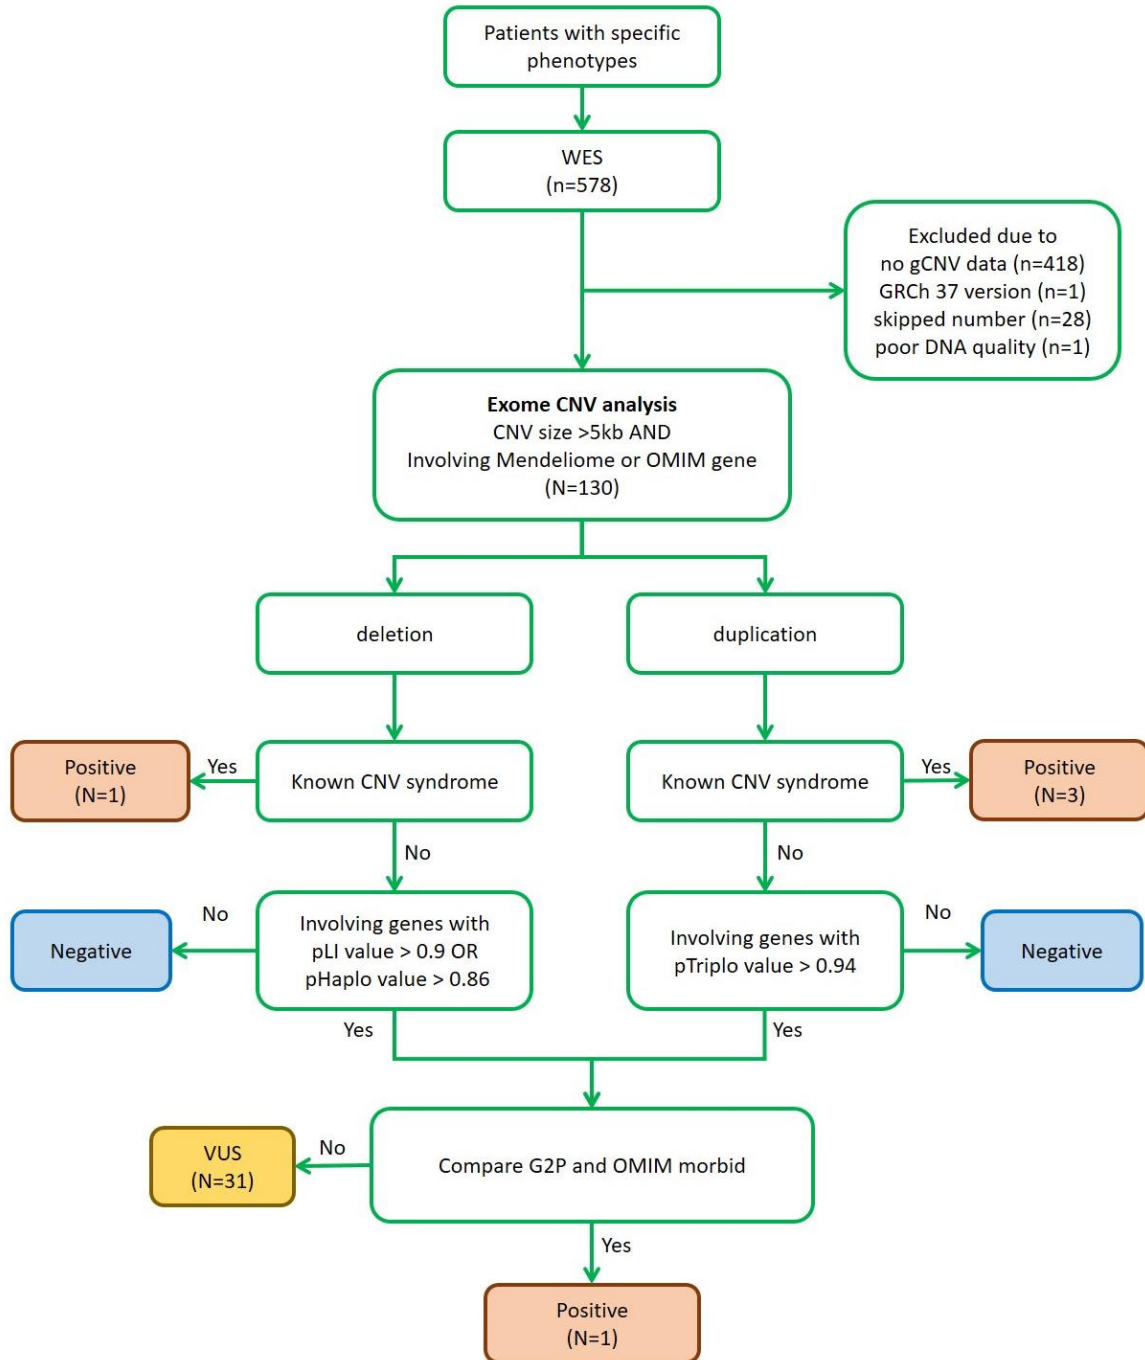 Patients with specific
phenotypes
WES
(n=578)
Excluded due to
no gCNV data (n=418)
GRCh 37 version (n=1)
skipped number (n=28)
poor DNA quality (n=1)
Exome CNV analysis
CNV size >5kb AND
Involving Mendeliome or OMIM gene
(N=130)
deletion
duplication
Positive
(N=1)
Yes
Known CNV syndrome
Known CNV syndrome
Yes
Positive
(N=3)
No
No
Negative
No
Involving genes with
pLI value > 0.9 OR
pHaplo value > 0.86
Involving genes with
pTriplo value > 0.94
No
Negative
Yes
Yes
VUS
(N=31)
No
Compare G2P and OMIM morbid
Yes
Positive
(N=1)